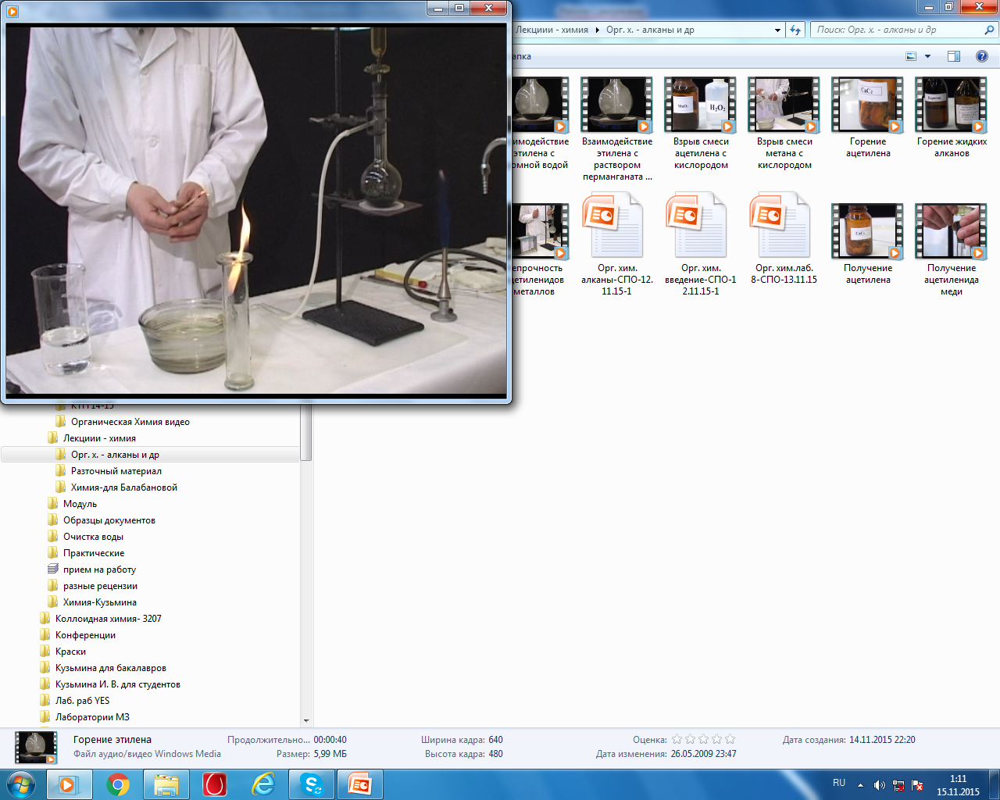 Лекциии - химия ▸ Орг. х. - алканы и др
Поиск: Орг. х. - алканы и др
апка
имодействие
этилена с
омной водой
Взаимодействие
этилена с
раствором
перманганата ...
Взрыв смеси
ацетилена с
кислородом
Взрыв смеси
метана с
кислородом
Горение
ацетилена
Горение жидких
алканов
MnO₂
H₂O₂
CaC₂
епрочность
цетиленидов
металлов
Орг. хим.
алканы-СПО-12.
11.15-1
Орг. хим.
введение-СПО-1
2.11.15-1
Орг. хим.лаб.
8-СПО-13.11.15
Получение
ацетилена
Получение
ацетиленида
меди
CaC₂
КТП 14-15
Органическая Химия видео
Лекциии - химия
Орг. х. - алканы и др
Разточный материал
Химия-для Балабановой
Модуль
Образцы документов
Очистка воды
Практические
прием на работу
разные рецензии
Химия-Кузьмина
Коллоидная химия- 3207
Конференции
Краски
Кузьмина для бакалавров
Кузьмина И. В. для студентов
Лаб. раб YES
Лаборатории МЗ
Горение этилена
Файл аудио/видео Windows Media
Продолжительно... 00:00:40
Размер: 5,99 МБ
Ширина кадра: 640
Высота кадра: 480
Оценка:
Дата изменения: 26.05.2009 23:47
Дата создания: 14.11.2015 22:20
RU
1:11
15.11.2015